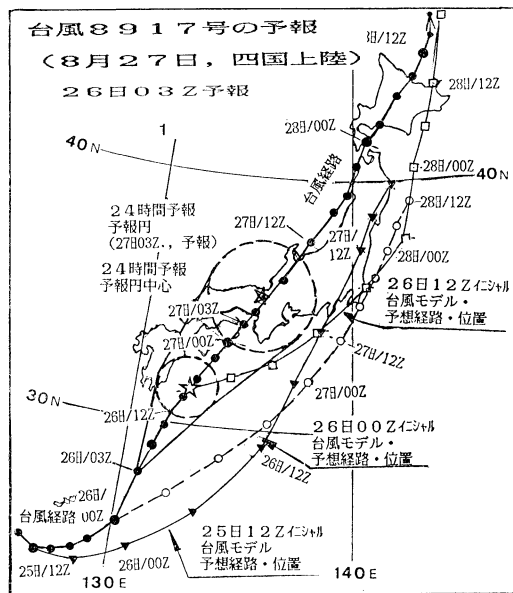 台風8917号の予報
(8月27日,四国上陸)
26日03Z予報
日/12Z
28日/12Z
28日/00Z
40N
1
台風経路
28日/00Z
40N
24時間予報
予報円
(27日03Z.,予報)
27日/12Z
27日/
12Z
28日/12Z
28日/00Z
24時間予報
予報円中心
26日12Zイニシャル
台風モデル・
予想経路・位置
27日/03Z
27日/00Z
27日/12Z
30N
26日/12Z
27日/00Z
26日00Zイニシャル
台風モデル・
予想経路・位置
26日/03Z
26日/12Z
26日/
00Z
台風経路
25日12Zイニシャル
台風モデル
予想経路・位置
25日/12Z
26日/00Z
130E
140E